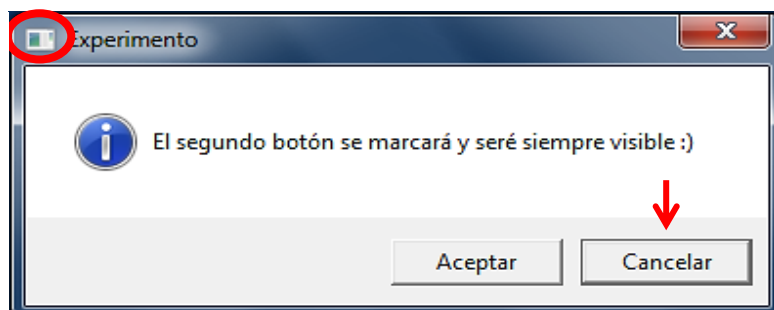 Experimento
El segundo botón se marcará y seré siempre visible :)
Aceptar
Cancelar